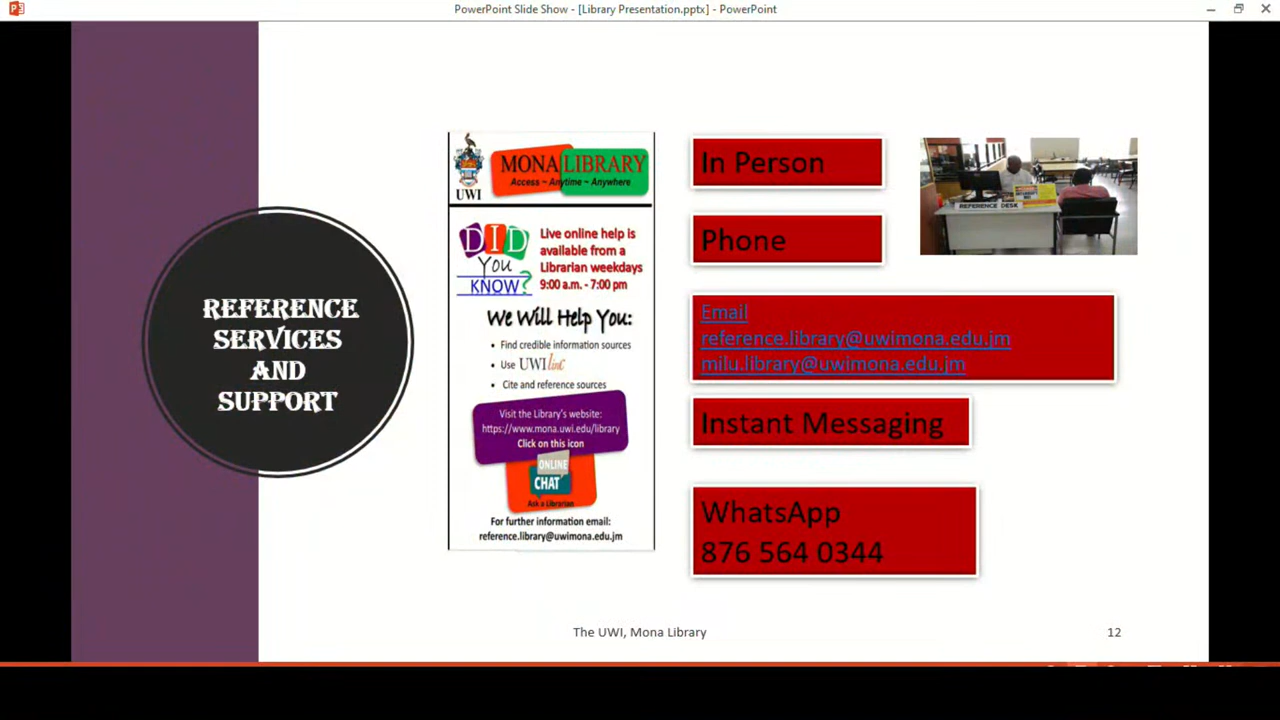 PowerPoint Slide Show - [Library Presentation.pptx] - PowerPoint
REFERENCE
SERVICES
AND
SUPPORT
UWI
MONA LIBRARY
Access ~ Anytime ~ Anywhere
DID
YOU
KNOW?
Live online help is
available from a
Librarian weekdays
9:00 a.m. - 7:00 pm
We Will Help You:
• Find credible information sources
• Use UWIlinc
• Cite and reference sources
Visit the Library's website:
https://www.mona.uwi.edu/library
Click on this icon
ONLINE
CHAT
Ask a Librarian
For further information email:
reference.library@uwimona.edu.jm
In Person
Phone
Email
reference.library@uwimona.edu.jm
milu.library@uwimona.edu.jm
Instant Messaging
WhatsApp
876 564 0344
REFERENCE DESK
The UWI, Mona Library
12